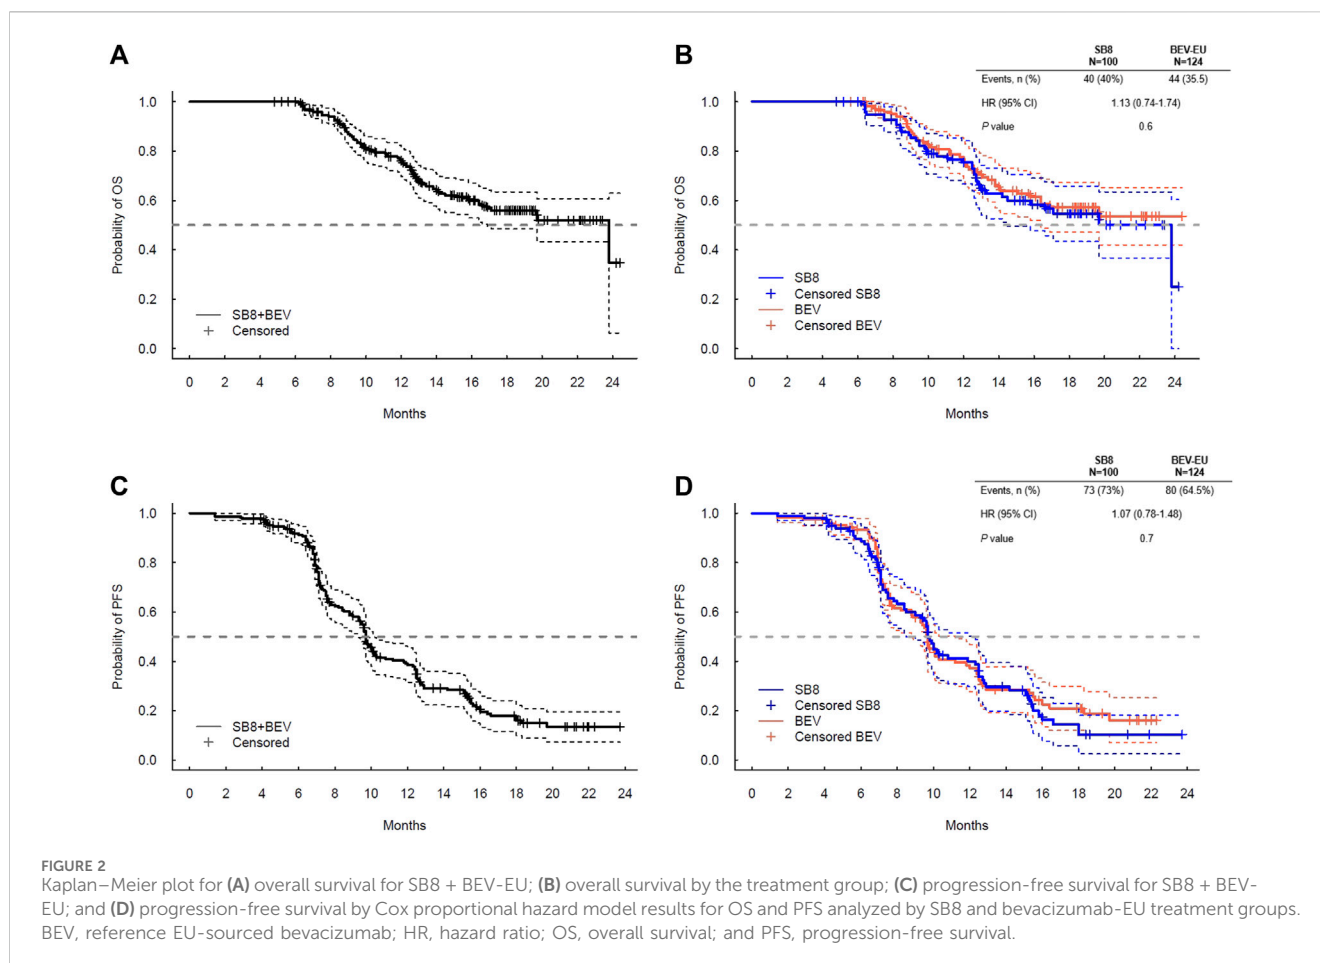 A
1.0
0.8
0.6
0.4
0.2
0.0
Probability of OS
SB8+BEV
Censored
0 2 4 6 8 10 12 14 16 18 20 22 24
Months
B
SB8 BEV-EU
N=100 N=124
Events, n (%) 40 (40%) 44 (35.5)
HR (95% CI) 1.13 (0.74-1.74)
P value 0.6
1.0
0.8
0.6
0.4
0.2
0.0
Probability of OS
SB8
Censored SB8
BEV
Censored BEV
0 2 4 6 8 10 12 14 16 18 20 22 24
Months
C
1.0
0.8
0.6
0.4
0.2
0.0
Probability of PFS
SB8+BEV
Censored
0 2 4 6 8 10 12 14 16 18 20 22 24
Months
D
SB8 BEV-EU
N=100 N=124
Events, n (%) 73 (73%) 80 (64.5%)
HR (95% CI) 1.07 (0.78-1.48)
P value 0.7
1.0
0.8
0.6
0.4
0.2
0.0
Probability of PFS
SB8
Censored SB8
BEV
Censored BEV
0 2 4 6 8 10 12 14 16 18 20 22 24
Months
FIGURE 2
Kaplan–Meier plot for (A) overall survival for SB8 + BEV-EU; (B) overall survival by the treatment group; (C) progression-free survival for SB8 + BEV-
EU; and (D) progression-free survival by Cox proportional hazard model results for OS and PFS analyzed by SB8 and bevacizumab-EU treatment groups.
BEV, reference EU-sourced bevacizumab; HR, hazard ratio; OS, overall survival; and PFS, progression-free survival.